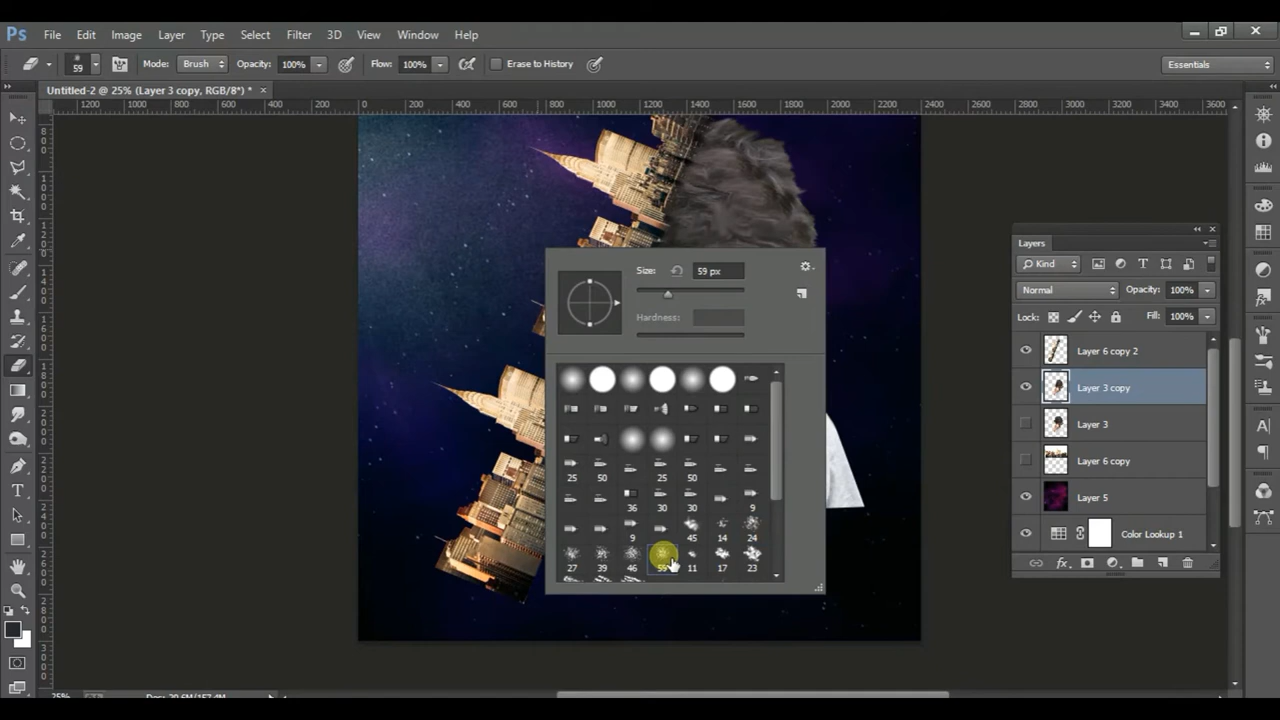 Ps File Edit Image Layer Type Select Filter 3D View Window Help
59 Mode: Brush Opacity: 100% Flow: 100% Erase to History Essentials
Untitled-2 @ 25% (Layer 3 copy, RGB/8*) * ×
1200 1000 800 600 400 200 0 200 400 600 800 1000 1200 1400 1600 1800 2000 2200 2400 2600 2800 3000 3200 3400 3600
Layers
Kind
Normal Opacity: 100%
Lock: Fill: 100%
Layer 6 copy 2
Layer 3 copy
Layer 3
Layer 6 copy
Layer 5
Color Lookup 1
fx
Size: 59 px
Hardness:
25 50 25 50
36 30 30 9
9 45 14 24
27 39 46 59 11 17 23